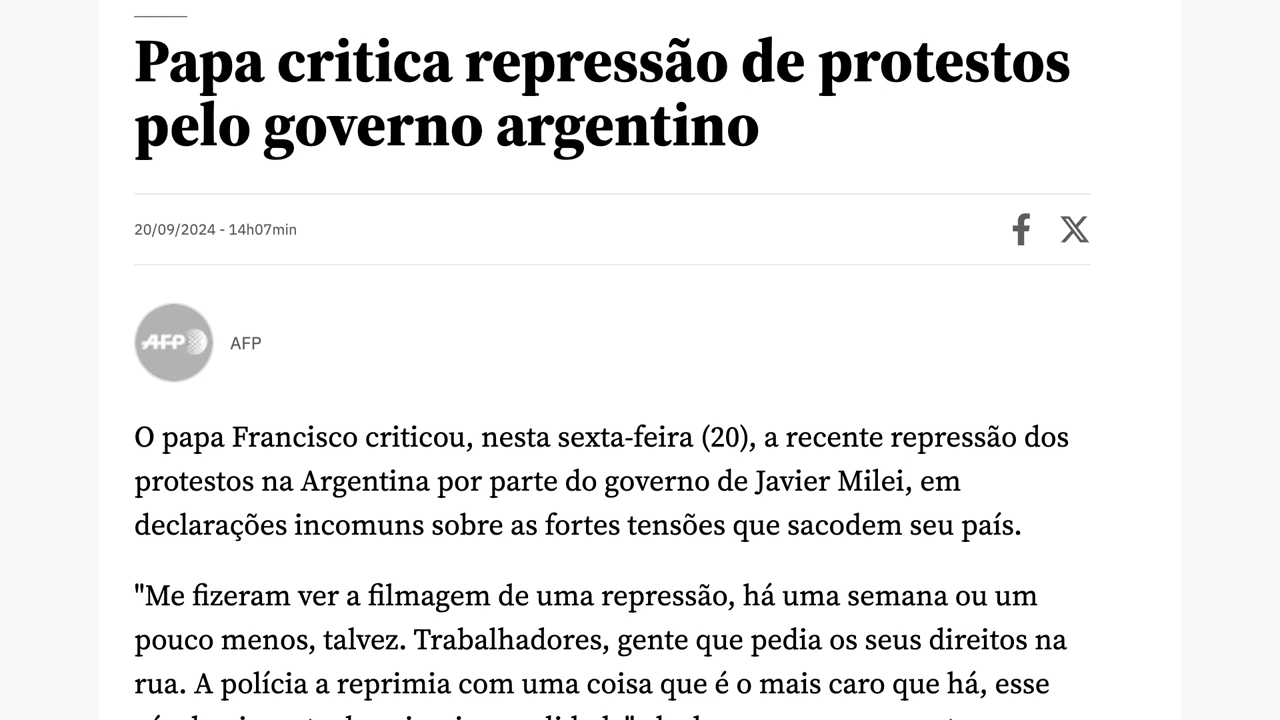 Papa critica repressão de protestos
pelo governo argentino
20/09/2024 - 14h07min
AFP
AFP
O papa Francisco criticou, nesta sexta-feira (20), a recente repressão dos
protestos na Argentina por parte do governo de Javier Milei, em
declarações incomuns sobre as fortes tensões que sacodem seu país.
"Me fizeram ver a filmagem de uma repressão, há uma semana ou um
pouco menos, talvez. Trabalhadores, gente que pedia os seus direitos na
rua. A polícia a reprimia com uma coisa que é o mais caro que há, esse